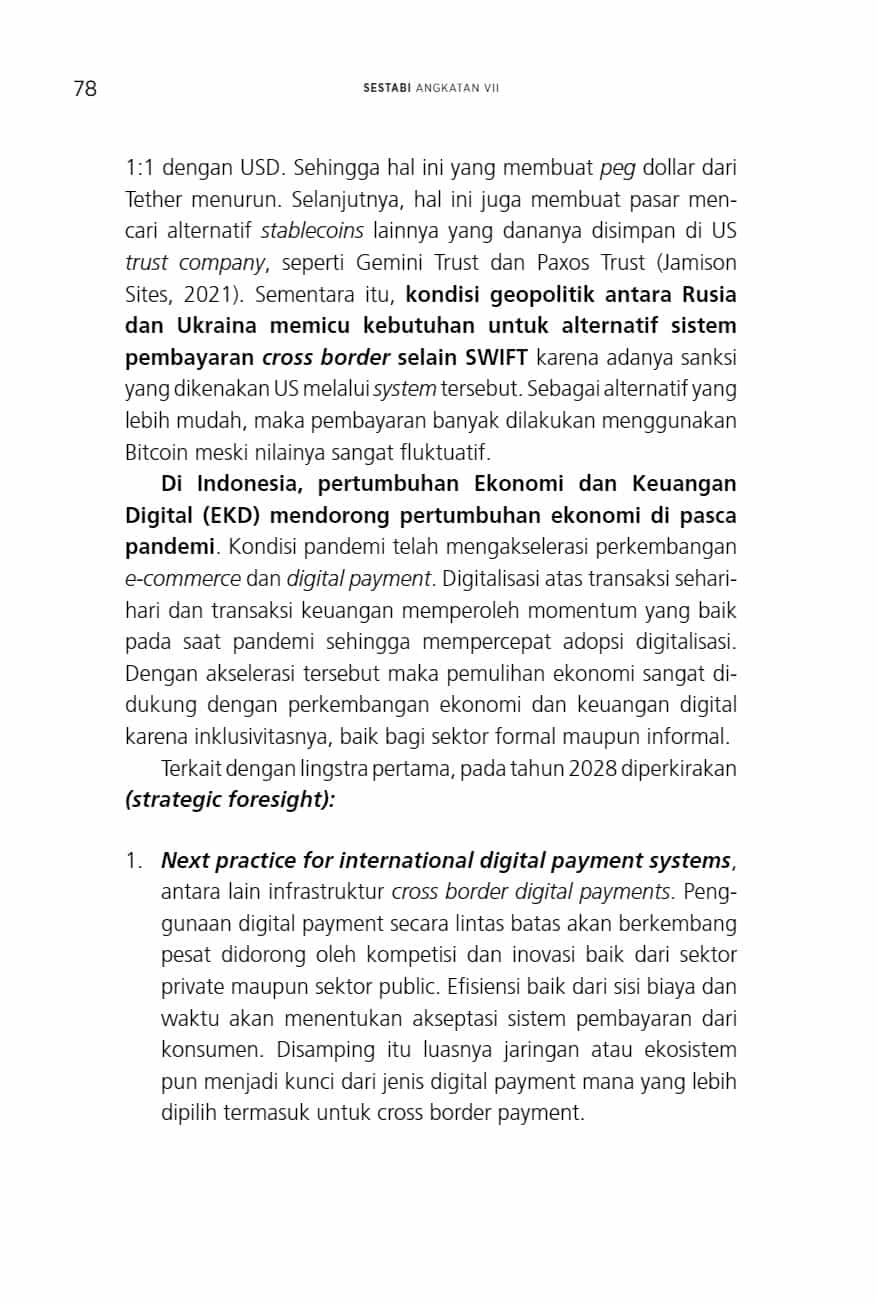 78
SESTABI ANGKATAN VII
1:1 dengan USD. Sehingga hal ini yang membuat peg dollar dari
Tether menurun. Selanjutnya, hal ini juga membuat pasar men-
cari alternatif stablecoins lainnya yang dananya disimpan di US
trust company, seperti Gemini Trust dan Paxos Trust (Jamison
Sites, 2021). Sementara itu, kondisi geopolitik antara Rusia
dan Ukraina memicu kebutuhan untuk alternatif sistem
pembayaran cross border selain SWIFT karena adanya sanksi
yang dikenakan US melalui system tersebut. Sebagai alternatif yang
lebih mudah, maka pembayaran banyak dilakukan menggunakan
Bitcoin meski nilainya sangat fluktuatif.
Di Indonesia, pertumbuhan Ekonomi dan Keuangan
Digital (EKD) mendorong pertumbuhan ekonomi di pasca
pandemi. Kondisi pandemi telah mengakselerasi perkembangan
e-commerce dan digital payment. Digitalisasi atas transaksi sehari-
hari dan transaksi keuangan memperoleh momentum yang baik
pada saat pandemi sehingga mempercepat adopsi digitalisasi.
Dengan akselerasi tersebut maka pemulihan ekonomi sangat di-
dukung dengan perkembangan ekonomi dan keuangan digital
karena inklusivitasnya, baik bagi sektor formal maupun informal.
Terkait dengan lingstra pertama, pada tahun 2028 diperkirakan
(strategic foresight):
1. Next practice for international digital payment systems,
antara lain infrastruktur cross border digital payments. Peng-
gunaan digital payment secara lintas batas akan berkembang
pesat didorong oleh kompetisi dan inovasi baik dari sektor
private maupun sektor public. Efisiensi baik dari sisi biaya dan
waktu akan menentukan akseptasi sistem pembayaran dari
konsumen. Disamping itu luasnya jaringan atau ekosistem
pun menjadi kunci dari jenis digital payment mana yang lebih
dipilih termasuk untuk cross border payment.